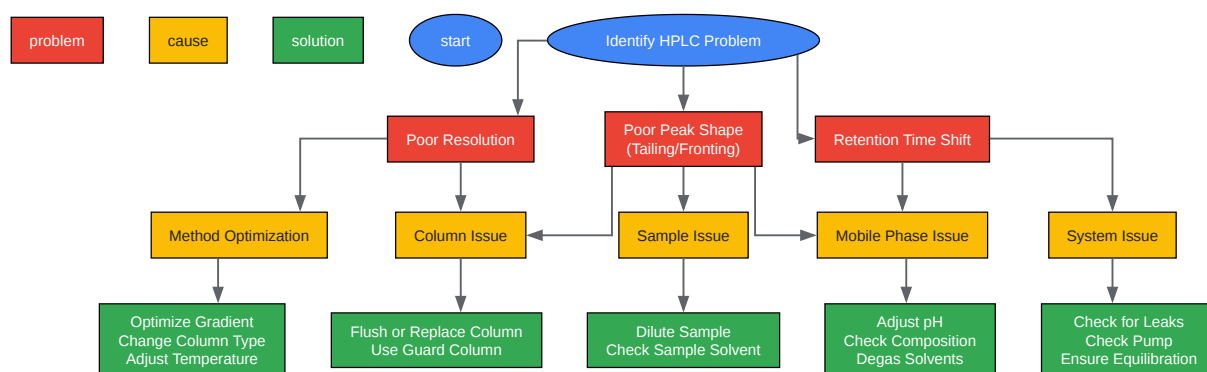 problem
cause
solution
start
Identify HPLC Problem
Poor Resolution
Poor Peak Shape
(Tailing/Fronting)
Retention Time Shift
Method Optimization
Column Issue
Sample Issue
Mobile Phase Issue
System Issue
Optimize Gradient
Change Column Type
Adjust Temperature
Flush or Replace Column
Use Guard Column
Dilute Sample
Check Sample Solvent
Adjust pH
Check Composition
Degas Solvents
Check for Leaks
Check Pump
Ensure Equilibration